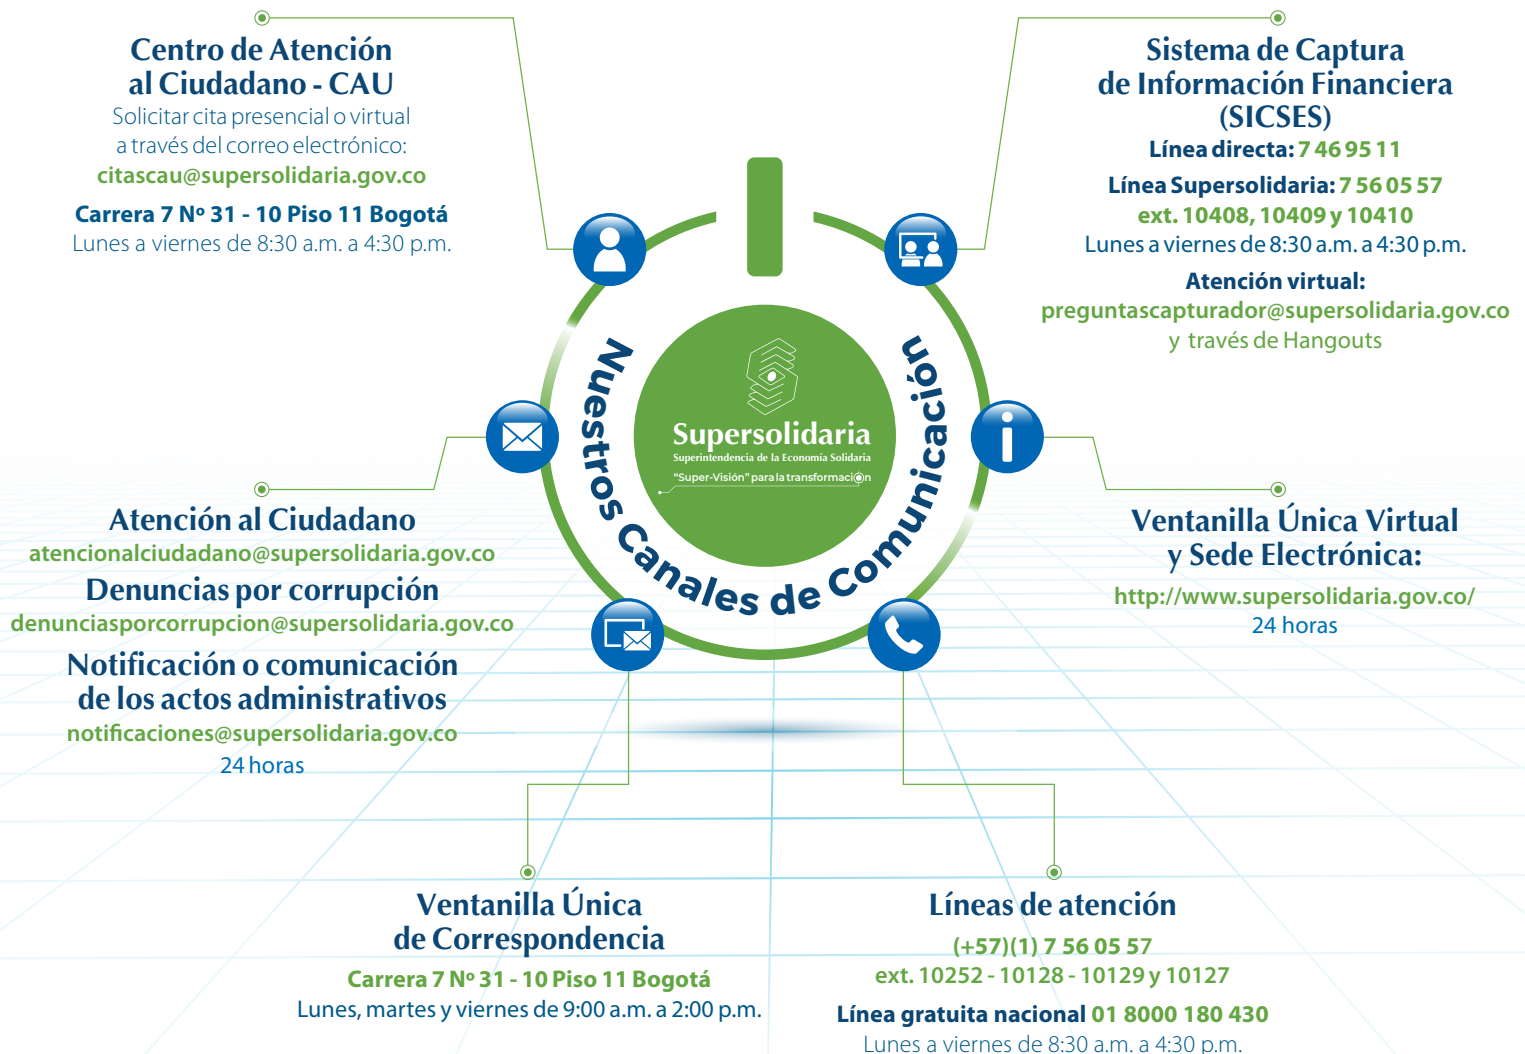 Centro de Atención
al Ciudadano - CAU
Solicitar cita presencial o virtual
a través del correo electrónico:
citascau@supersolidaria.gov.co
Carrera 7 Nº 31 - 10 Piso 11 Bogotá
Lunes a viernes de 8:30 a.m. a 4:30 p.m.
Sistema de Captura
de Información Financiera
(SICSES)
Línea directa: 7 46 95 11
Línea Supersolidaria: 7 56 05 57
ext. 10408, 10409 y 10410
Lunes a viernes de 8:30 a.m. a 4:30 p.m.
Atención virtual:
preguntascapturador@supersolidaria.gov.co
y través de Hangouts
Nuestros Canales de Comunicación
Supersolidaria
Superintendencia de la Economía Solidaria
"Super-Visión" para la transformación
Atención al Ciudadano
atencionalciudadano@supersolidaria.gov.co
Denuncias por corrupción
denunciasporcorrupcion@supersolidaria.gov.co
Notificación o comunicación
de los actos administrativos
notificaciones@supersolidaria.gov.co
24 horas
Ventanilla Única Virtual
y Sede Electrónica:
http://www.supersolidaria.gov.co/
24 horas
Ventanilla Única
de Correspondencia
Carrera 7 Nº 31 - 10 Piso 11 Bogotá
Lunes, martes y viernes de 9:00 a.m. a 2:00 p.m.
Líneas de atención
(+57)(1) 7 56 05 57
ext. 10252 - 10128 - 10129 y 10127
Línea gratuita nacional 01 8000 180 430
Lunes a viernes de 8:30 a.m. a 4:30 p.m.